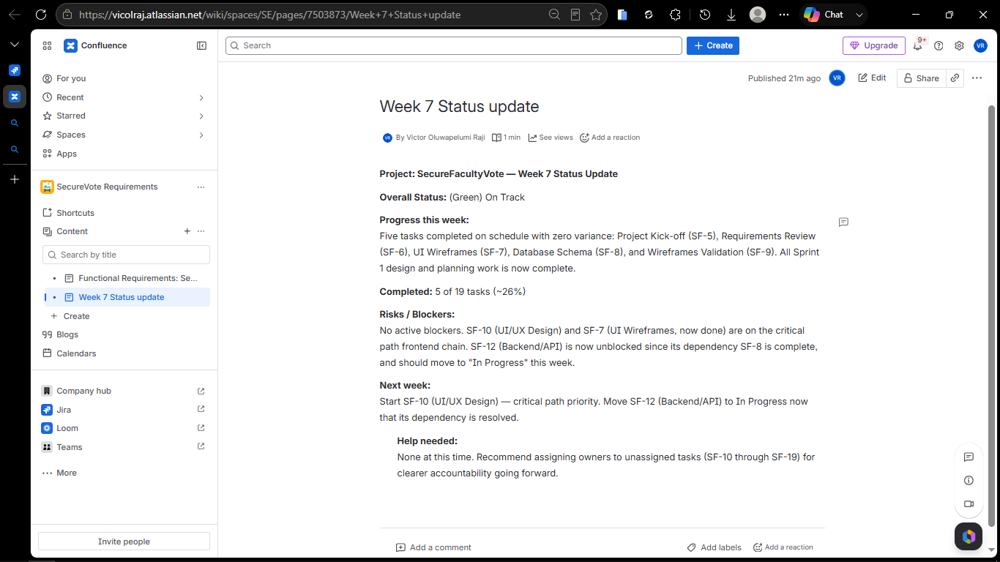 https://vicolraj.atlassian.net/wiki/spaces/SE/pages/7503873/Week+7+Status+update
Chat
Confluence
Search
Create
Upgrade
9+
VR
For you
Recent
Starred
Spaces
Apps
SecureVote Requirements
Shortcuts
Content
Search by title
Functional Requirements: Se...
Week 7 Status update
Create
Blogs
Calendars
Company hub
Jira
Loom
Teams
More
Invite people
Published 21m ago
VR
Edit
Share
Week 7 Status update
VR
By Victor Oluwapelumi Raji
1 min
See views
Add a reaction
Project: SecureFacultyVote — Week 7 Status Update
Overall Status: (Green) On Track
Progress this week:
Five tasks completed on schedule with zero variance: Project Kick-off (SF-5), Requirements Review
(SF-6), UI Wireframes (SF-7), Database Schema (SF-8), and Wireframes Validation (SF-9). All Sprint
1 design and planning work is now complete.
Completed: 5 of 19 tasks (~26%)
Risks / Blockers:
No active blockers. SF-10 (UI/UX Design) and SF-7 (UI Wireframes, now done) are on the critical
path frontend chain. SF-12 (Backend/API) is now unblocked since its dependency SF-8 is complete,
and should move to "In Progress" this week.
Next week:
Start SF-10 (UI/UX Design) — critical path priority. Move SF-12 (Backend/API) to In Progress now
that its dependency is resolved.
Help needed:
None at this time. Recommend assigning owners to unassigned tasks (SF-10 through SF-19) for
clearer accountability going forward.
Add a comment
Add labels
Add a reaction